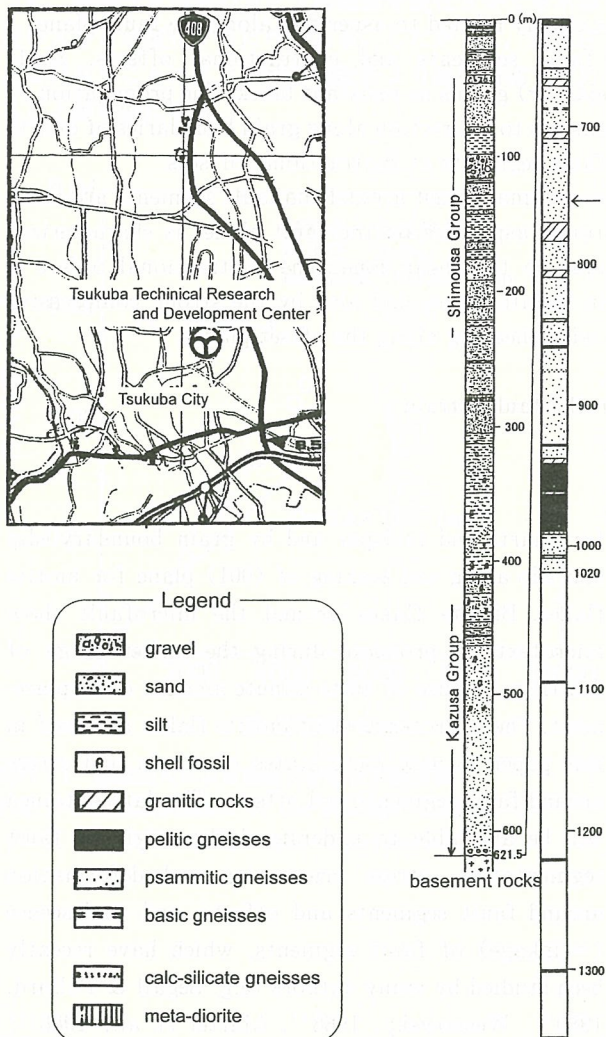 408
Tsukuba Techinical Research
and Development Center
Tsukuba City
Legend
gravel
sand
silt
shell fossil
granitic rocks
pelitic gneisses
psammitic gneisses
basic gneisses
calc-silicate gneisses
meta-diorite
0 (m)
100
200
300
400
500
600
621.5
basement rocks
Shimousa Group
Kazusa Group
700
800
900
1000
1020
1100
1200
1300